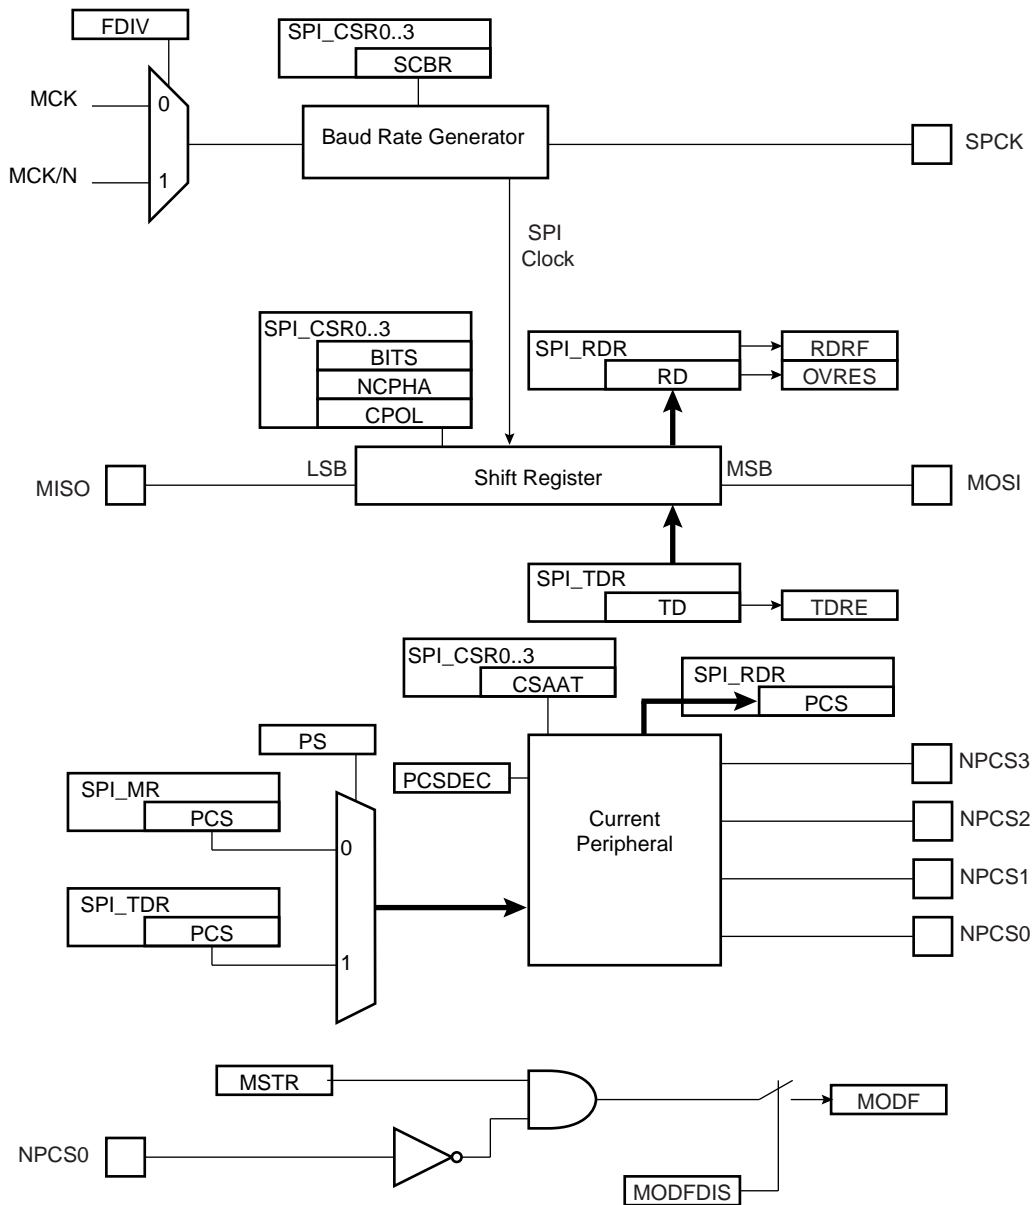 FDIV
SPI_CSR0..3
SCBR
MCK
0
Baud Rate Generator
SPCK
MCK/N
1
SPI
Clock
SPI_CSR0..3
BITS
NCPHA
CPOL
SPI_RDR
RD
RDRF
OVRES
LSB
MSB
MISO
Shift Register
MOSI
SPI_TDR
TD
TDRE
SPI_CSR0..3
CSAAT
SPI_RDR
PCS
PS
PCSDEC
NPCS3
SPI_MR
PCS
0
Current
Peripheral
NPCS2
NPCS1
SPI_TDR
PCS
1
NPCS0
MSTR
MODF
NPCS0
MODFDIS